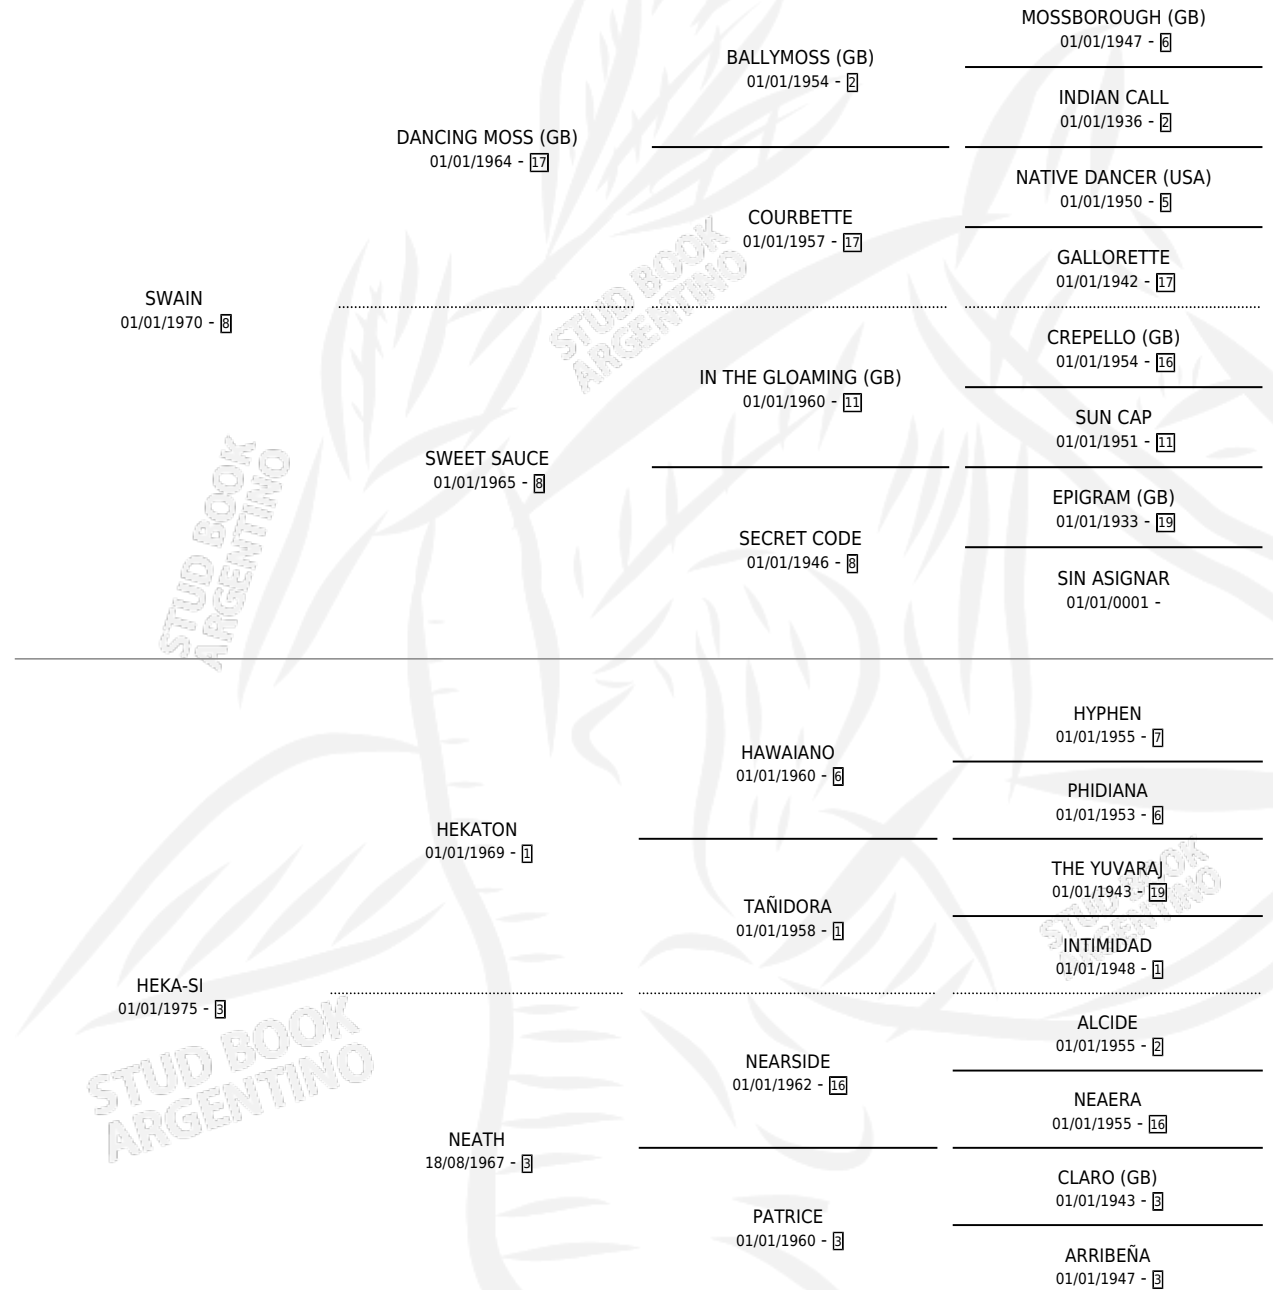 MOSSBOROUGH (GB)
01/01/1947 - 6
BALLYMOSS (GB)
01/01/1954 - 2
INDIAN CALL
01/01/1936 - 2
DANCING MOSS (GB)
01/01/1964 - 17
NATIVE DANCER (USA)
01/01/1950 - 5
COURBETTE
01/01/1957 - 17
GALLORETTE
01/01/1942 - 17
SWAIN
01/01/1970 - 8
CREPELLO (GB)
01/01/1954 - 16
IN THE GLOAMING (GB)
01/01/1960 - 11
SUN CAP
01/01/1951 - 11
SWEET SAUCE
01/01/1965 - 8
EPIGRAM (GB)
01/01/1933 - 19
SECRET CODE
01/01/1946 - 8
SIN ASIGNAR
01/01/0001 -
STUD BOOK
ARGENTINO
STUD BOOK
ARGENTINO
HYPHEN
01/01/1955 - 7
HAWAIANO
01/01/1960 - 6
PHIDIANA
01/01/1953 - 6
HEKATON
01/01/1969 - 1
THE YUVARAJ
01/01/1943 - 19
TAÑIDORA
01/01/1958 - 1
INTIMIDAD
01/01/1948 - 1
HEKA-SI
01/01/1975 - 3
ALCIDE
01/01/1955 - 2
NEARSIDE
01/01/1962 - 16
NEAERA
01/01/1955 - 16
NEATH
18/08/1967 - 3
CLARO (GB)
01/01/1943 - 3
PATRICE
01/01/1960 - 3
ARRIBEÑA
01/01/1947 - 3
STUD BOOK
ARGENTINO
STUD BOOK
ARGENTINO